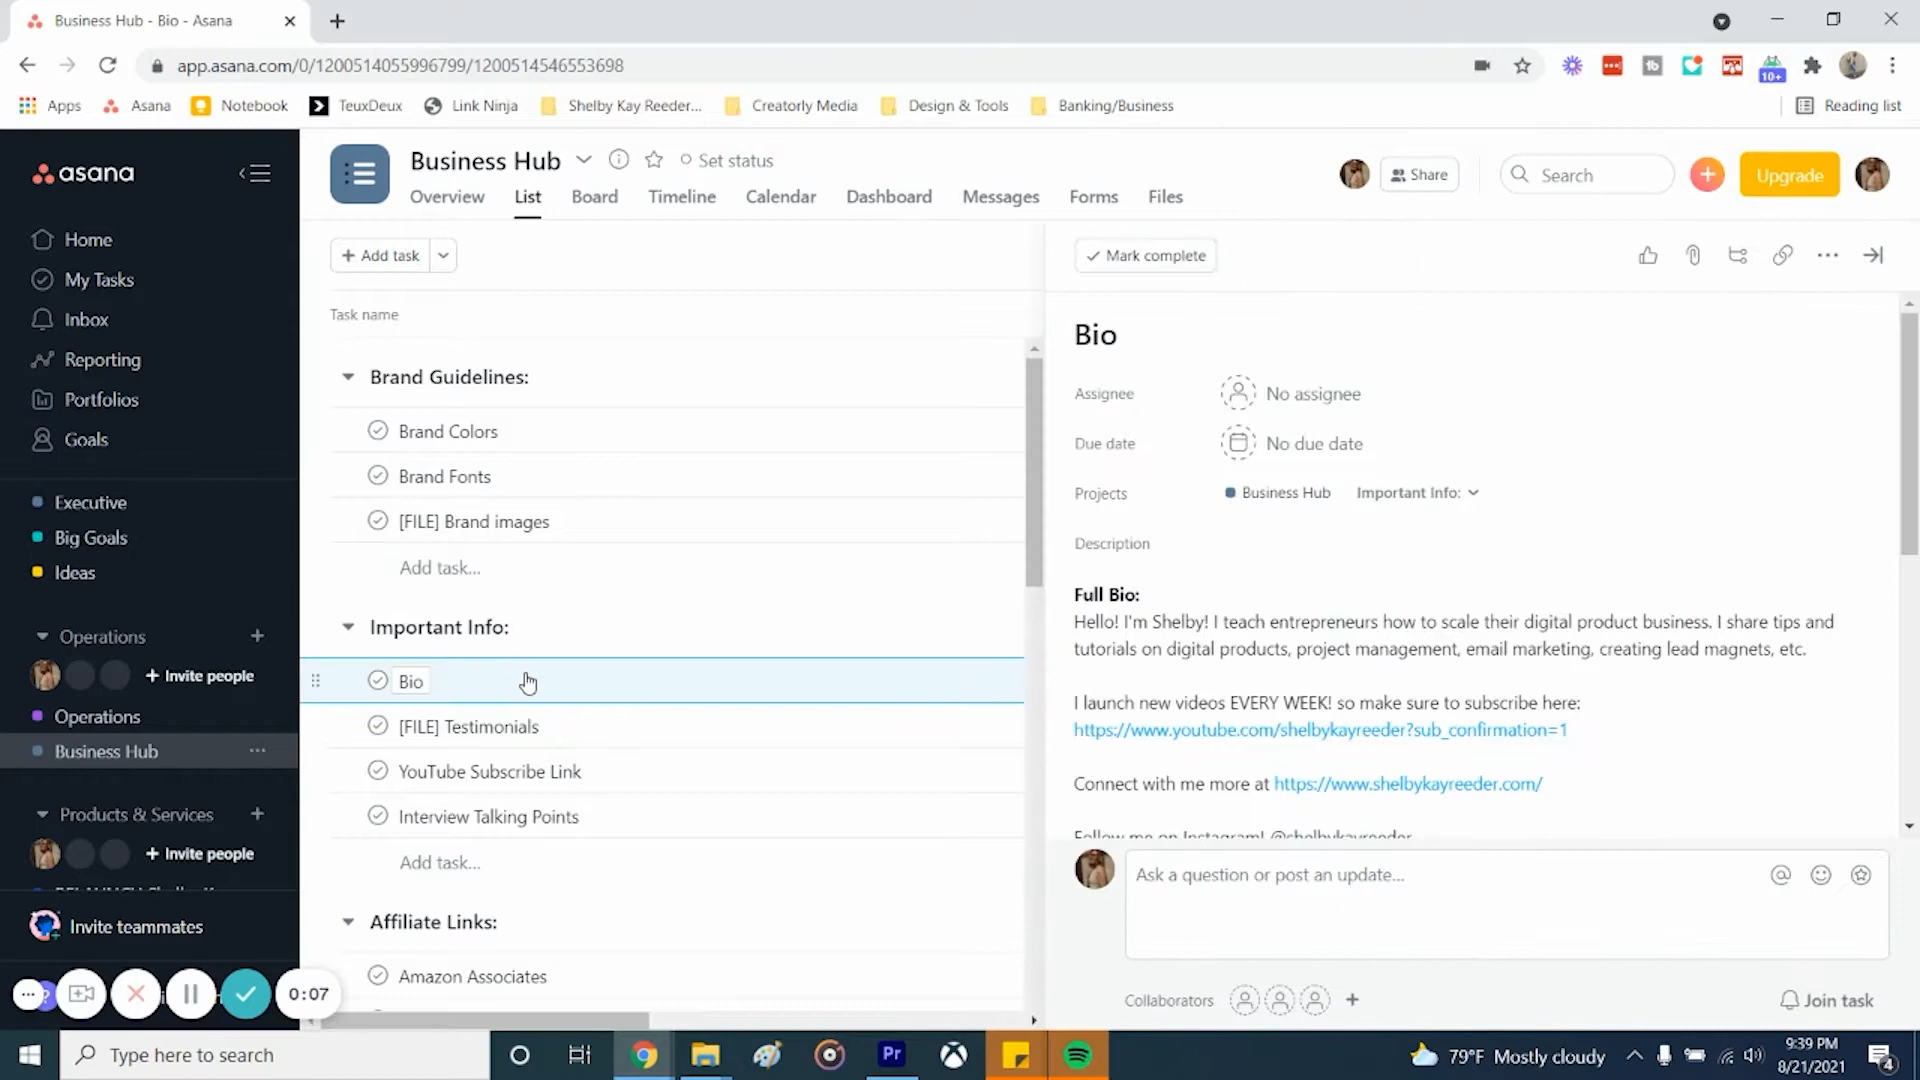 Business Hub - Bio - Asana
app.asana.com/0/1200514055996799/1200514546553698
10+
Apps
Asana
Notebook
TeuxDeux
Link Ninja
Shelby Kay Reeder...
Creatorly Media
Design & Tools
Banking/Business
Reading list
asana
Home
My Tasks
Inbox
Reporting
Portfolios
Goals
Executive
Big Goals
Ideas
Operations
Invite people
Operations
Business Hub
Products & Services
Invite people
Invite teammates
0:07
Business Hub
Set status
Overview
List
Board
Timeline
Calendar
Dashboard
Messages
Forms
Files
Share
Search
Upgrade
Add task
Task name
Brand Guidelines:
Brand Colors
Brand Fonts
[FILE] Brand images
Add task...
Important Info:
Bio
[FILE] Testimonials
YouTube Subscribe Link
Interview Talking Points
Add task...
Affiliate Links:
Amazon Associates
Mark complete
Bio
Assignee
No assignee
Due date
No due date
Projects
Business Hub
Important Info:
Description
Full Bio:
Hello! I'm Shelby! I teach entrepreneurs how to scale their digital product business. I share tips and
tutorials on digital products, project management, email marketing, creating lead magnets, etc.
I launch new videos EVERY WEEK! so make sure to subscribe here:
https://www.youtube.com/shelbykayreeder?sub_confirmation=1
Connect with me more at https://www.shelbykayreeder.com/
Follow me on Instagram! @shelbykayreeder
Ask a question or post an update...
Collaborators
Join task
Type here to search
Pr
79°F Mostly cloudy
9:39 PM
8/21/2021
4